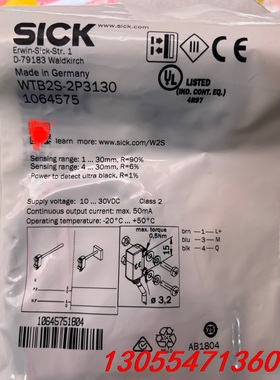 SICK
Erwin-Sick-Str. 1
D-79183 Waldkirch
Made in Germany
WTB2S-2P3130
1064575
UL
LISTED
(IND. CONT. EQ.)
4R97
learn more: www.sick.com/W2S
Sensing range: 1...30mm, R=90%
Sensing range: 4...30mm, R=6%
Power to detect ultra black, R=1%
Supply voltage: 10 ... 30VDC Class 2
Continuous output current: max. 50mA
Operating temperature: -20°C ... +50°C
max. torque
0,5Nm
15
ø 3,2
brn 1 L+
blu 3 M
blk 4 Q
10645751804
AB1804
13055471360